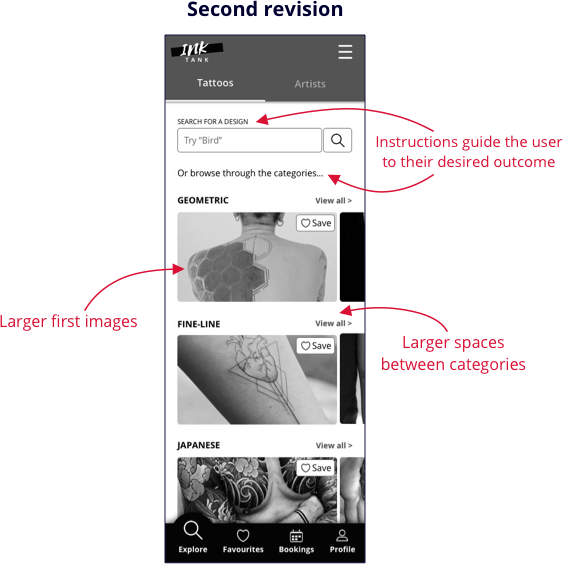 Second revision
Ink
TANK
Tattoos
Artists
SEARCH FOR A DESIGN
Try “Bird”
Instructions guide the user
to their desired outcome
Or browse through the categories...
GEOMETRIC
View all >
Save
Larger first images
FINE-LINE
View all >
Save
Larger spaces
between categories
JAPANESE
View all >
Save
Explore
Favourites
Bookings
Profile